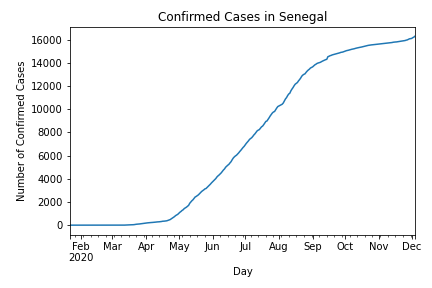 Confirmed Cases in Senegal
Number of Confirmed Cases
16000
14000
12000
10000
8000
6000
4000
2000
0
Feb Mar Apr May Jun Jul Aug Sep Oct Nov Dec
2020
Day